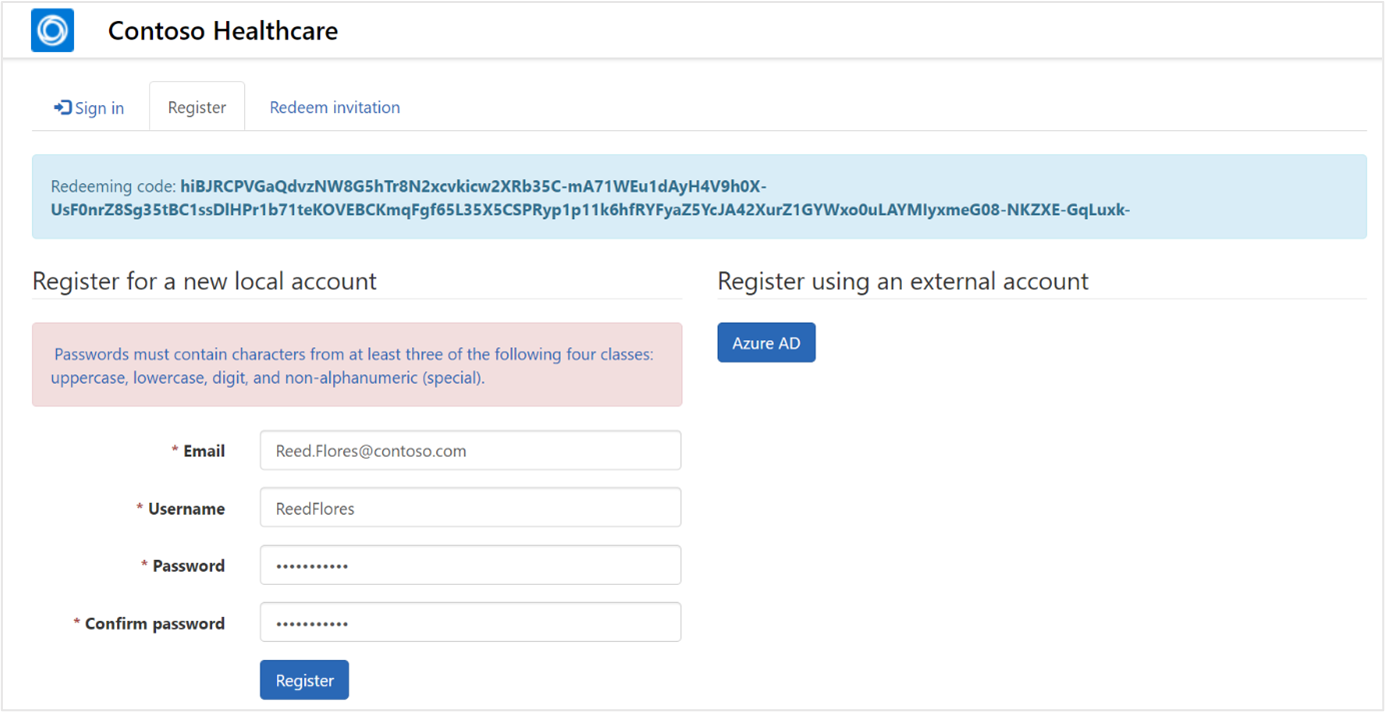 Contoso Healthcare
Sign in
Register
Redeem invitation
Redeeming code: hiBJRCPVGaQdvzNW8G5hTr8N2xcvkicw2XRb35C-mA71WEu1dAyH4V9h0X-
UsF0nrZ8Sg35tBC1ssDlHPr1b71teKOVEBCKmqFgf65L35X5CSPRyp1p11k6hfRYFyaZ5YcJA42XurZ1GYWxo0uLAYMIyxmeG08-NKZXE-GqLuxk-
Register for a new local account
Passwords must contain characters from at least three of the following four classes:
uppercase, lowercase, digit, and non-alphanumeric (special).
* Email
Reed.Flores@contoso.com
* Username
ReedFlores
* Password
•••••••••••
* Confirm password
•••••••••••
Register
Register using an external account
Azure AD